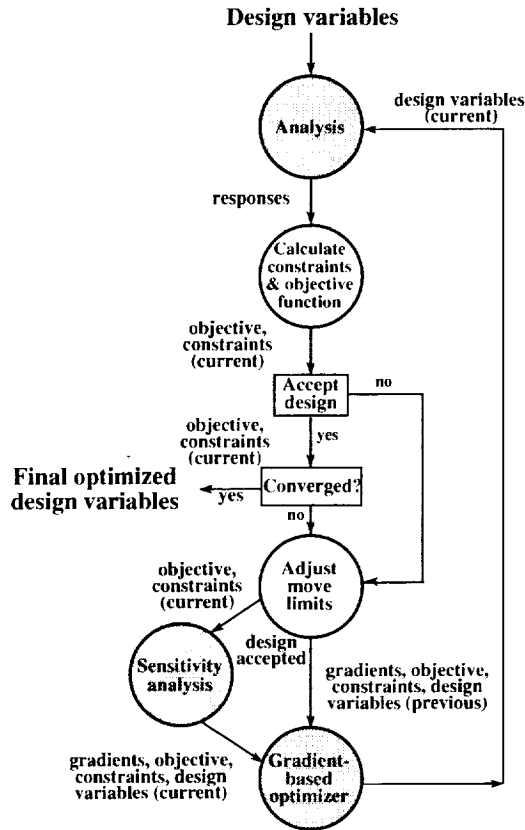 Design variables
design variables
(current)
Analysis
responses
Calculate
constraints
& objective
function
objective,
constraints
(current)
Accept
design
no
objective,
constraints
(current)
yes
Final optimized
design variables
yes
Converged?
no
Adjust
move
limits
objective,
constraints
(current)
design
accepted
Sensitivity
analysis
gradients, objective,
constraints, design
variables (previous)
gradients, objective,
constraints, design
variables (current)
Gradient-
based
optimizer